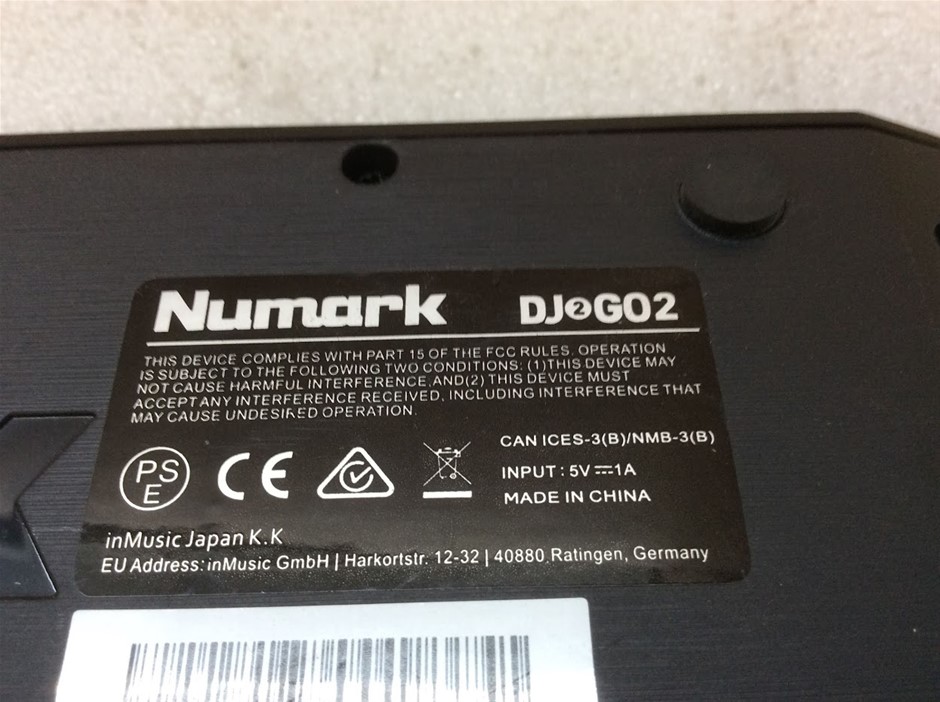 Numark DJ2GO2
THIS DEVICE COMPLIES WITH PART 15 OF THE FCC RULES. OPERATION
IS SUBJECT TO THE FOLLOWING TWO CONDITIONS: (1)THIS DEVICE MAY
NOT CAUSE HARMFUL INTERFERENCE,AND(2) THIS DEVICE MUST
ACCEPT ANY INTERFERENCE RECEIVED, INCLUDING INTERFERENCE THAT
MAY CAUSE UNDESIRED OPERATION.
CAN ICES-3(B)/NMB-3(B)
PS
E
CE
INPUT : 5V⎓1A
MADE IN CHINA
inMusic Japan K.K
EU Address: inMusic GmbH | Harkortstr. 12-32 | 40880 Ratingen, Germany